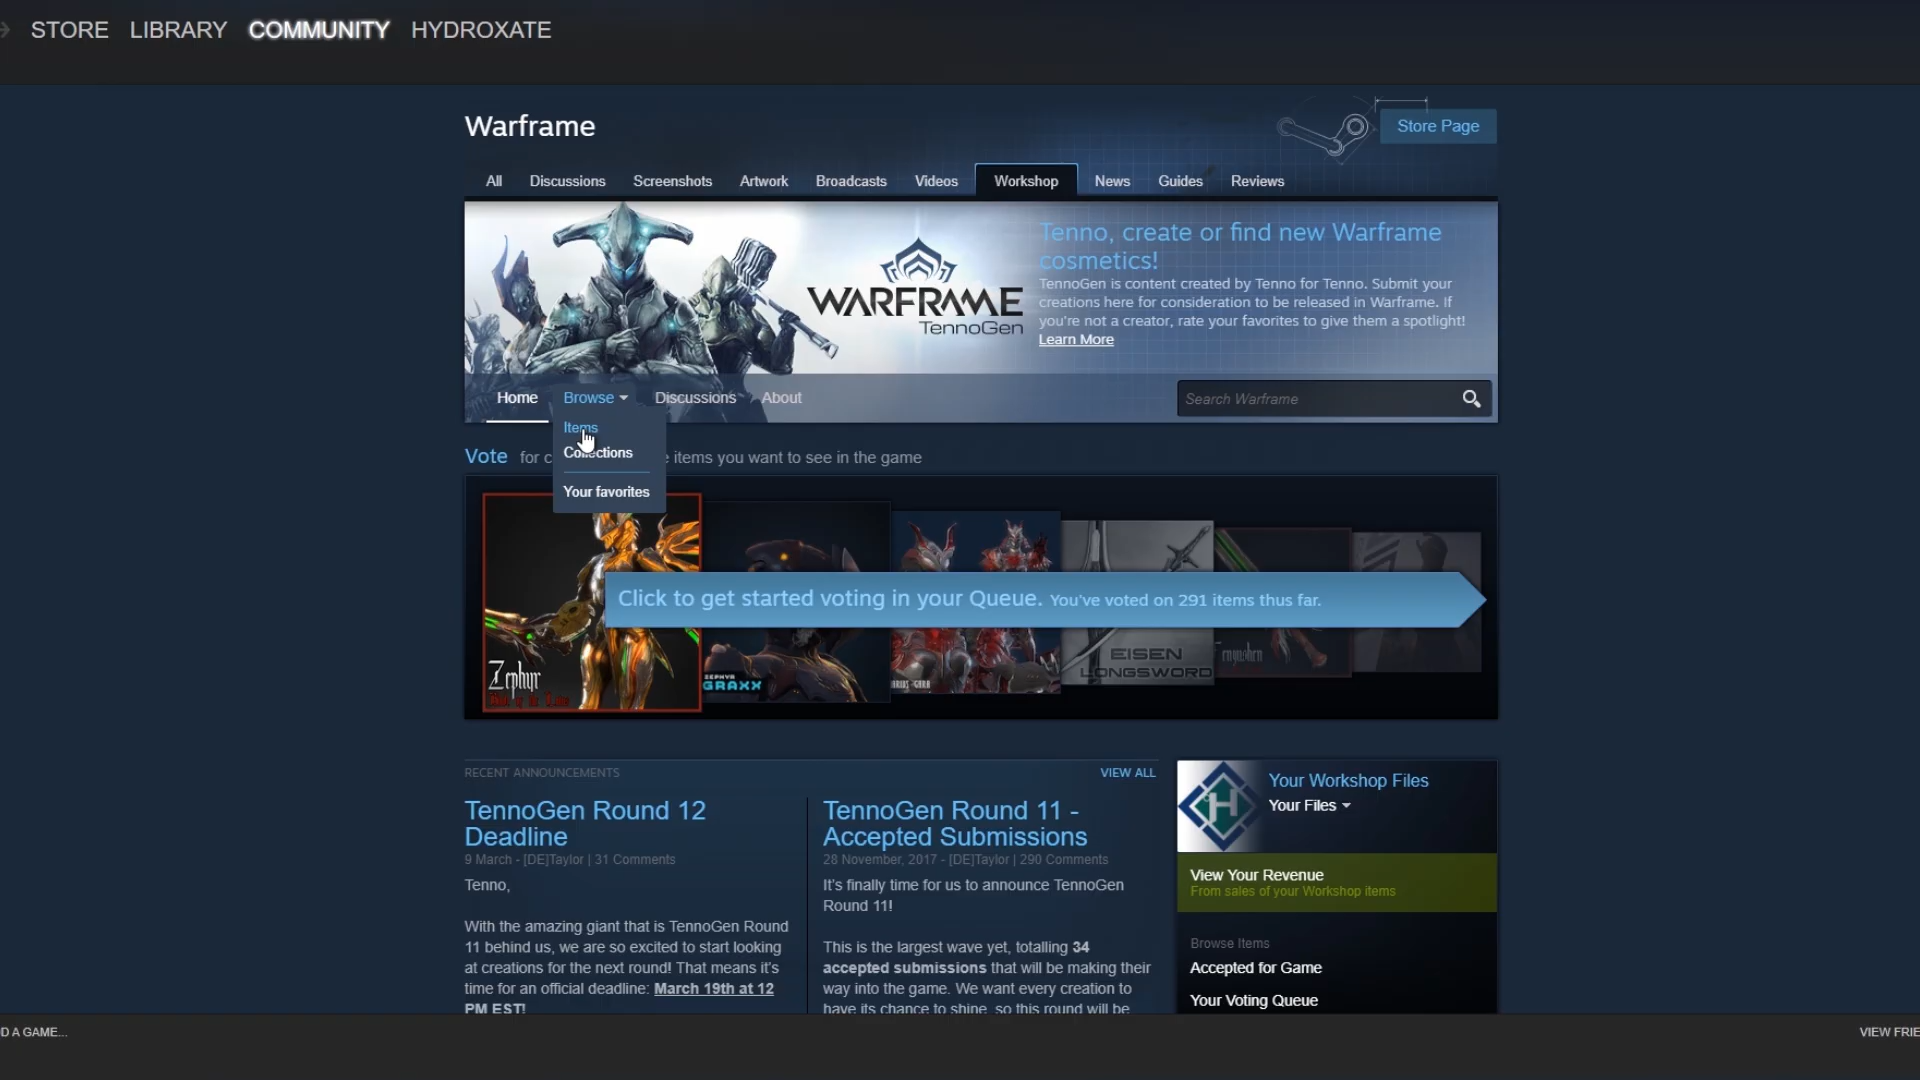 STORE LIBRARY COMMUNITY HYDROXATE
Warframe
Store Page
All Discussions Screenshots Artwork Broadcasts Videos Workshop News Guides Reviews
Tenno, create or find new Warframe
cosmetics!
TennoGen is content created by Tenno for Tenno. Submit your
creations here for consideration to be released in Warframe. If
you're not a creator, rate your favorites to give them a spotlight!
Learn More
WARFRAME
TennoGen
Home Browse Discussions About
Search Warframe
Items
Collections
Your favorites
Vote for c items you want to see in the game
Click to get started voting in your Queue. You've voted on 291 items thus far.
Zephyr
ZEPHYR
GRAXX
EISEN
LONGSWORD
RECENT ANNOUNCEMENTS
VIEW ALL
TennoGen Round 12
Deadline
9 March - [DE]Taylor | 31 Comments
Tenno,
With the amazing giant that is TennoGen Round
11 behind us, we are so excited to start looking
at creations for the next round! That means it's
time for an official deadline: March 19th at 12
PM EST!
TennoGen Round 11 -
Accepted Submissions
28 November, 2017 - [DE]Taylor | 290 Comments
It's finally time for us to announce TennoGen
Round 11!
This is the largest wave yet, totalling 34
accepted submissions that will be making their
way into the game. We want every creation to
have its chance to shine, so this round will be
Your Workshop Files
Your Files
View Your Revenue
From sales of your Workshop items
Browse Items
Accepted for Game
Your Voting Queue
D A GAME...
VIEW FRIE